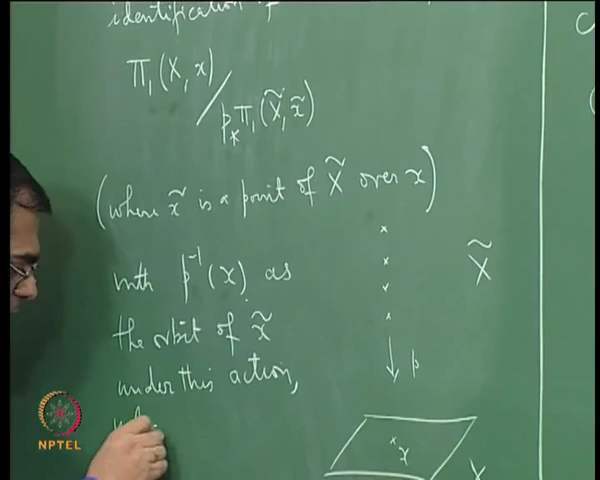 identification of
Π₁(X, x) / p⁎Π₁(X̃, x̃)
(where x̃ is a point of X̃ over x)
with p⁻¹(x) as
the orbit of x̃
under this action,
X̃
p
x
X
NPTEL